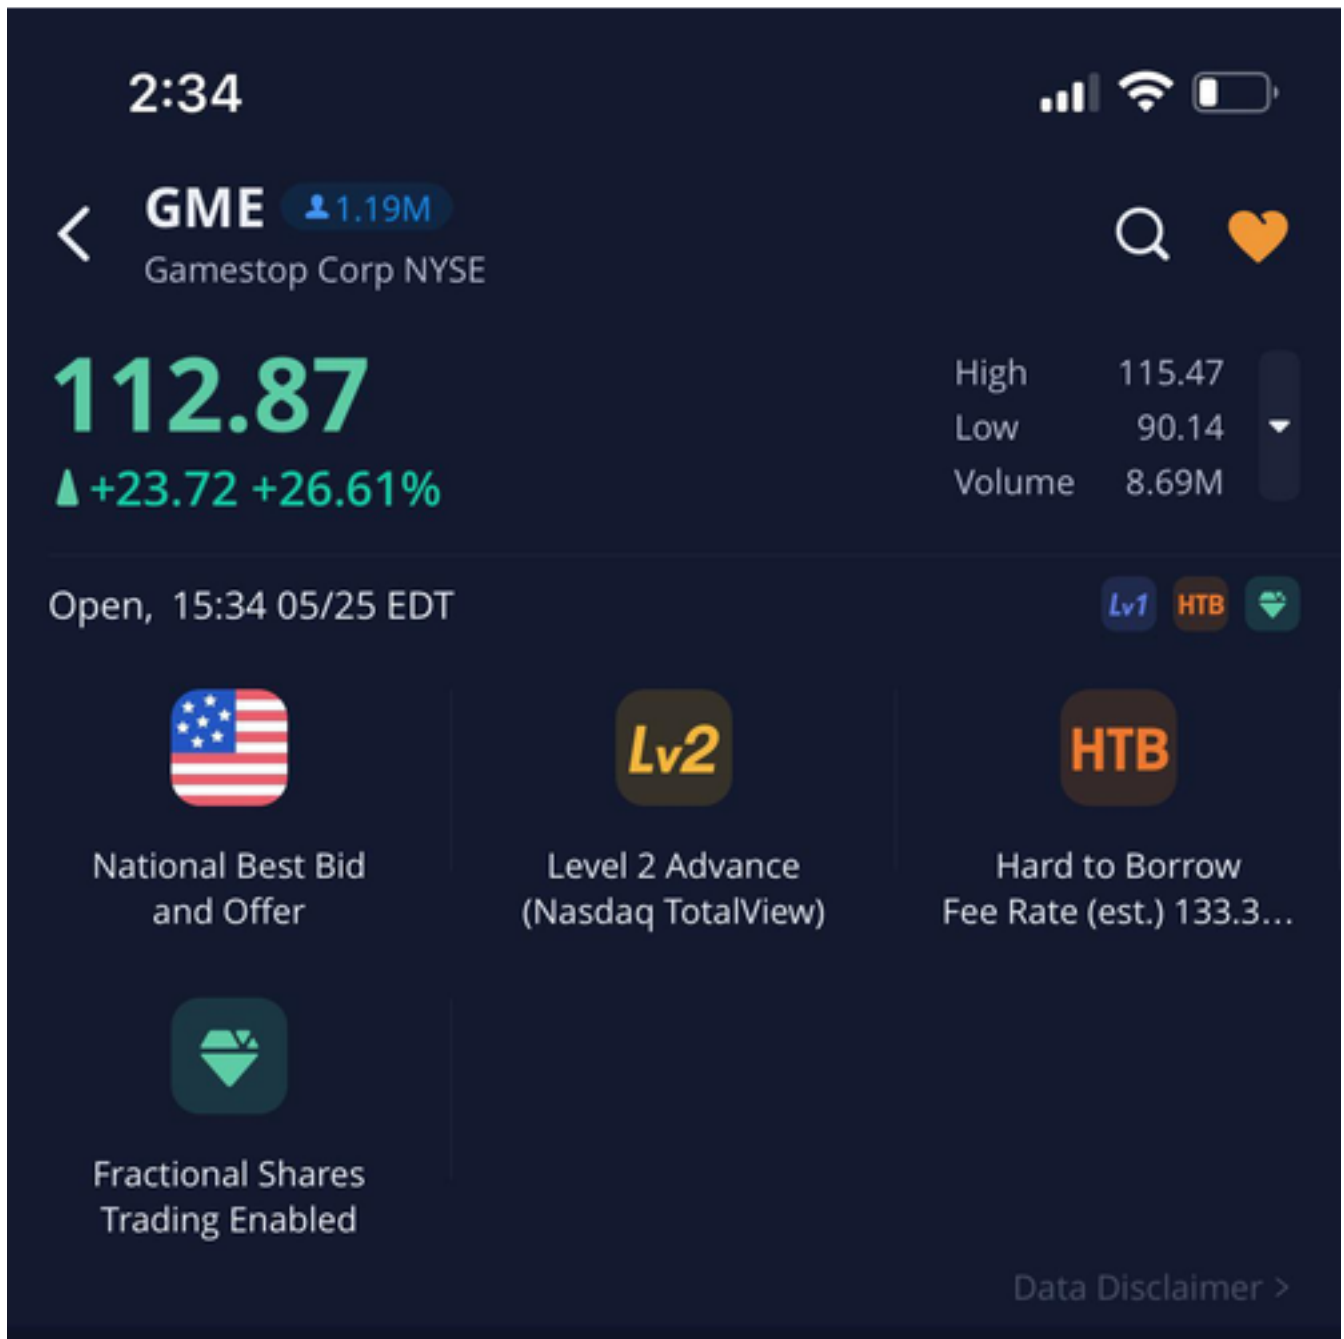 2:34
GME 1.19M
Gamestop Corp NYSE
112.87
+23.72 +26.61%
High 115.47
Low 90.14
Volume 8.69M
Open, 15:34 05/25 EDT
Lv1 HTB
Lv2
HTB
National Best Bid
and Offer
Level 2 Advance
(Nasdaq TotalView)
Hard to Borrow
Fee Rate (est.) 133.3...
Fractional Shares
Trading Enabled
Data Disclaimer >